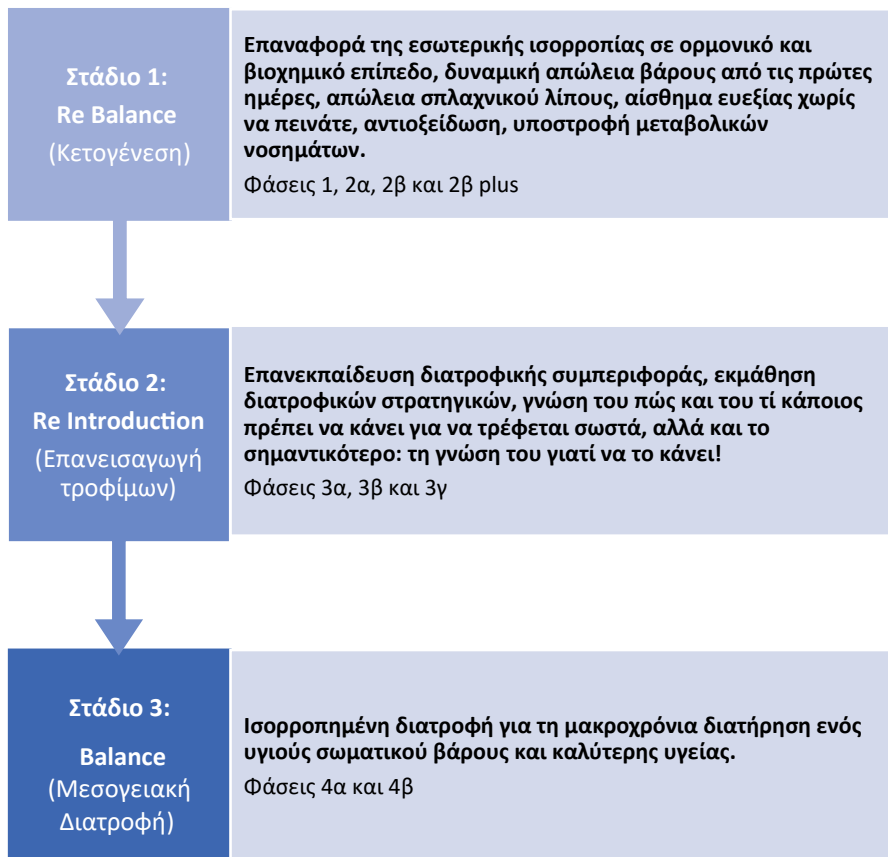 Στάδιο 1:
Re Balance
(Κετογένεση)
Επαναφορά της εσωτερικής ισορροπίας σε ορμονικό και
βιοχημικό επίπεδο, δυναμική απώλεια βάρους από τις πρώτες
ημέρες, απώλεια σπλαχνικού λίπους, αίσθημα ευεξίας χωρίς
να πεινάτε, αντιοξείδωση, υποστροφή μεταβολικών
νοσημάτων.
Φάσεις 1, 2α, 2β και 2β plus
Στάδιο 2:
Re Introduction
(Επανεισαγωγή
τροφίμων)
Επανεκπαίδευση διατροφικής συμπεριφοράς, εκμάθηση
διατροφικών στρατηγικών, γνώση του πώς και του τί κάποιος
πρέπει να κάνει για να τρέφεται σωστά, αλλά και το
σημαντικότερο: τη γνώση του γιατί να το κάνει!
Φάσεις 3α, 3β και 3γ
Στάδιο 3:
Balance
(Μεσογειακή
Διατροφή)
Ισορροπημένη διατροφή για τη μακροχρόνια διατήρηση ενός
υγιούς σωματικού βάρους και καλύτερης υγείας.
Φάσεις 4α και 4β